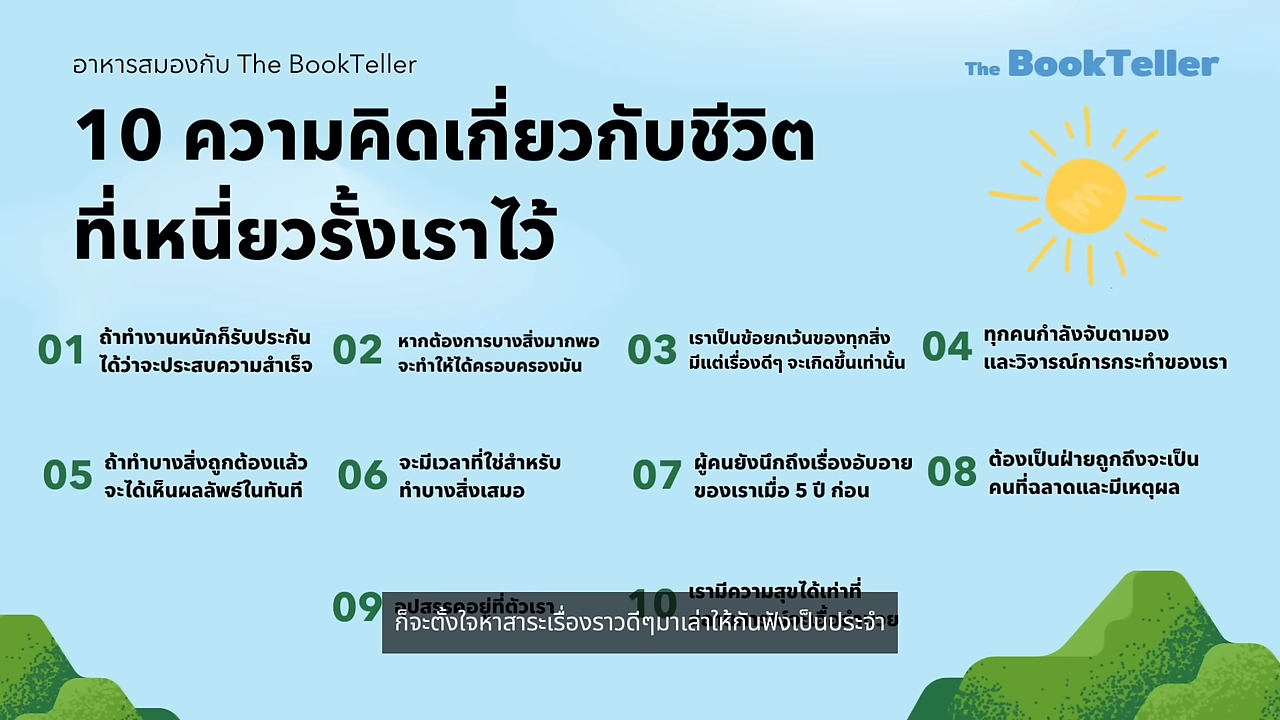 อาหารสมองกับ The BookTeller
The BookTeller
10 ความคิดเกี่ยวกับชีวิต
ที่เหนี่ยวรั้งเราไว้
01 ถ้าทำงานหนักก็รับประกัน
ได้ว่าจะประสบความสำเร็จ
02 หากต้องการบางสิ่งมากพอ
จะทำให้ได้ครอบครองมัน
03 เราเป็นข้อยกเว้นของทุกสิ่ง
มีแต่เรื่องดีๆ จะเกิดขึ้นเท่านั้น
04 ทุกคนกำลังจับตามอง
และวิจารณ์การกระทำของเรา
05 ถ้าทำบางสิ่งถูกต้องแล้ว
จะได้เห็นผลลัพธ์ในทันที
06 จะมีเวลาที่ใช่สำหรับ
ทำบางสิ่งเสมอ
07 ผู้คนยังนึกถึงเรื่องอับอาย
ของเราเมื่อ 5 ปี ก่อน
08 ต้องเป็นฝ่ายถูกถึงจะเป็น
คนที่ฉลาดและมีเหตุผล
09 อุปสรรคอยู่ที่ตัวเรา
10 เรามีความสุขได้เท่าที่
ก็จะตั้งใจหาสาระเรื่องราวดีๆมาเล่าให้กันฟังเป็นประจำ